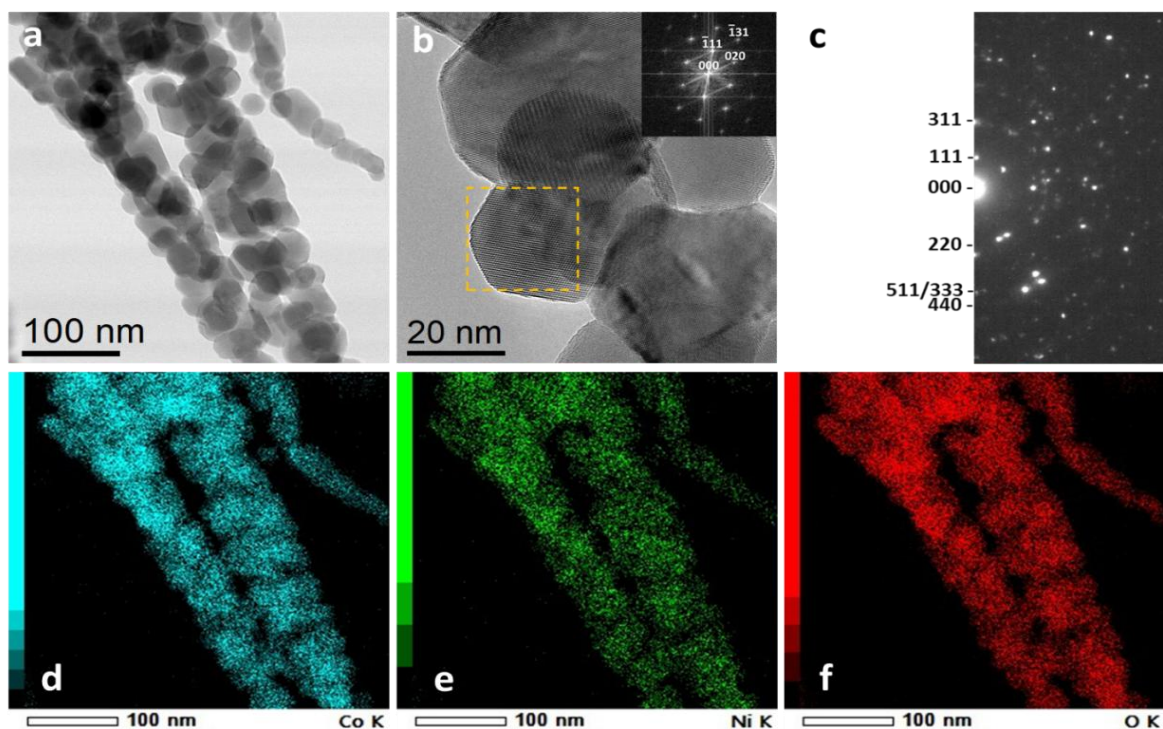 a
100 nm
b
1̅11
1̅31
020
000
20 nm
c
311 -
111 -
000 -
220 -
511/333 -
440 -
d
100 nm
Co K
e
100 nm
Ni K
f
100 nm
O K